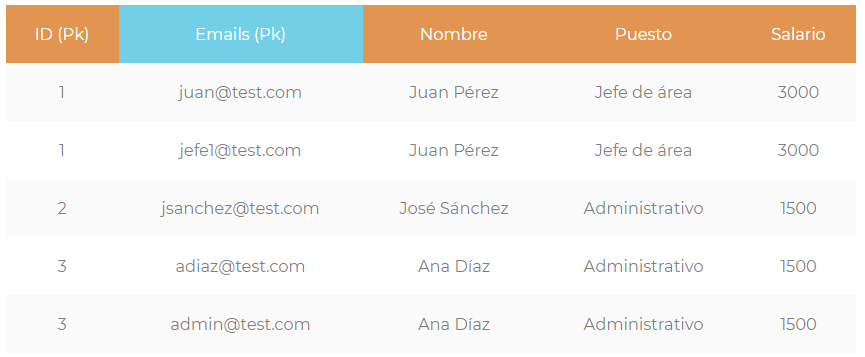 ID (Pk) Emails (Pk) Nombre Puesto Salario
1 juan@test.com Juan Pérez Jefe de área 3000
1 jefe1@test.com Juan Pérez Jefe de área 3000
2 jsanchez@test.com José Sánchez Administrativo 1500
3 adiaz@test.com Ana Díaz Administrativo 1500
3 admin@test.com Ana Díaz Administrativo 1500